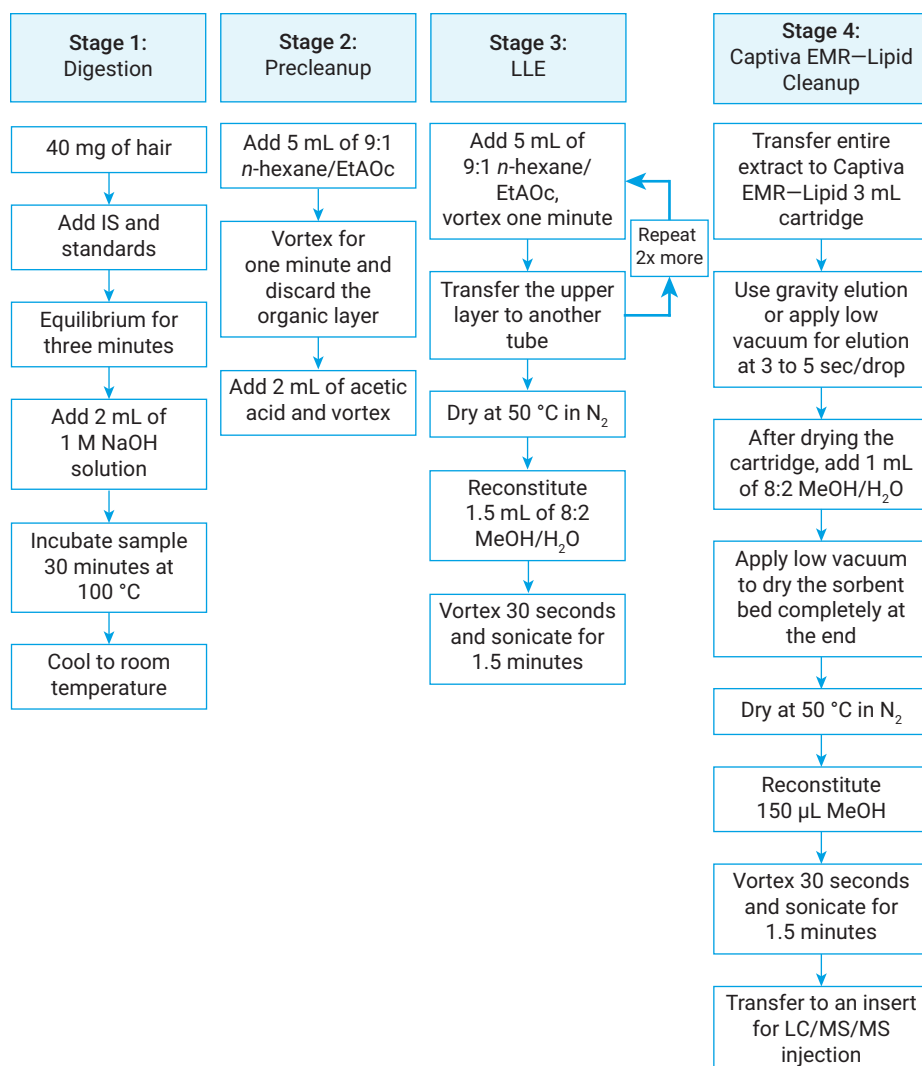 Stage 1:
Digestion
40 mg of hair
Add IS and
standards
Equilibrium for
three minutes
Add 2 mL of
1 M NaOH
solution
Incubate sample
30 minutes at
100 °C
Cool to room
temperature
Stage 2:
Precleanup
Add 5 mL of 9:1
n-hexane/EtAOc
Vortex for
one minute and
discard the
organic layer
Add 2 mL of acetic
acid and vortex
Stage 3:
LLE
Add 5 mL of
9:1 n-hexane/
EtAOc,
vortex one minute
Repeat
2x more
Transfer the upper
layer to another
tube
Dry at 50 °C in N₂
Reconstitute
1.5 mL of 8:2
MeOH/H₂O
Vortex 30 seconds
and sonicate for
1.5 minutes
Stage 4:
Captiva EMR—Lipid
Cleanup
Transfer entire
extract to Captiva
EMR—Lipid 3 mL
cartridge
Use gravity elution
or apply low
vacuum for elution
at 3 to 5 sec/drop
After drying the
cartridge, add 1 mL
of 8:2 MeOH/H₂O
Apply low vacuum
to dry the sorbent
bed completely at
the end
Dry at 50 °C in N₂
Reconstitute
150 µL MeOH
Vortex 30 seconds
and sonicate for
1.5 minutes
Transfer to an insert
for LC/MS/MS
injection